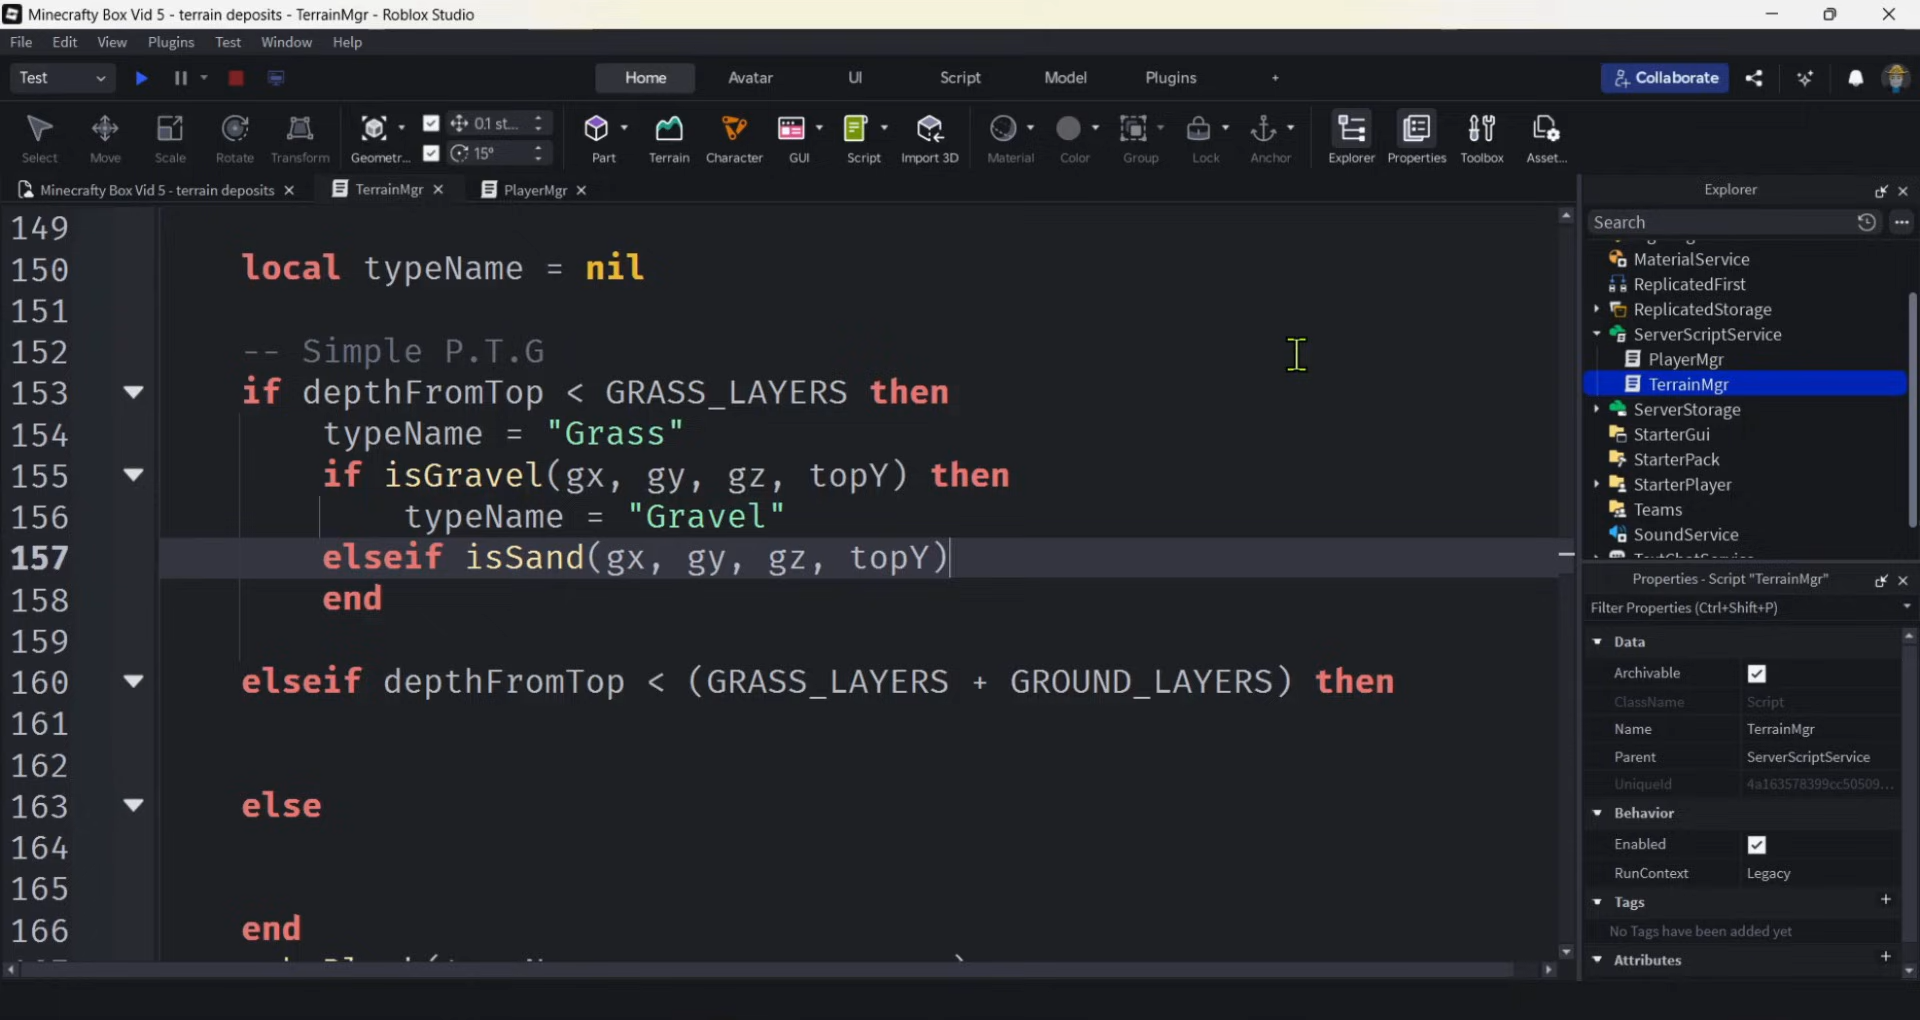 Minecrafty Box Vid 5 - terrain deposits - TerrainMgr - Roblox Studio
File Edit View Plugins Test Window Help
Test Home Avatar UI Script Model Plugins + Collaborate
0.1 st...
15°
Select Move Scale Rotate Transform Geometr... Part Terrain Character GUI Script Import 3D Material Color Group Lock Anchor Explorer Properties Toolbox Asset...
Minecrafty Box Vid 5 - terrain deposits TerrainMgr PlayerMgr
149
150 local typeName = nil
151
152 -- Simple P.T.G
153 if depthFromTop < GRASS_LAYERS then
154 typeName = "Grass"
155 if isGravel(gx, gy, gz, topY) then
156 typeName = "Gravel"
157 elseif isSand(gx, gy, gz, topY)
158 end
159
160 elseif depthFromTop < (GRASS_LAYERS + GROUND_LAYERS) then
161
162
163 else
164
165
166 end
Explorer
Search
MaterialService
ReplicatedFirst
ReplicatedStorage
ServerScriptService
PlayerMgr
TerrainMgr
ServerStorage
StarterGui
StarterPack
StarterPlayer
Teams
SoundService
Properties - Script "TerrainMgr"
Filter Properties (Ctrl+Shift+P)
Data
Archivable
ClassName Script
Name TerrainMgr
Parent ServerScriptService
UniqueId 4a163578399cc50509...
Behavior
Enabled
RunContext Legacy
Tags +
No Tags have been added yet
Attributes +